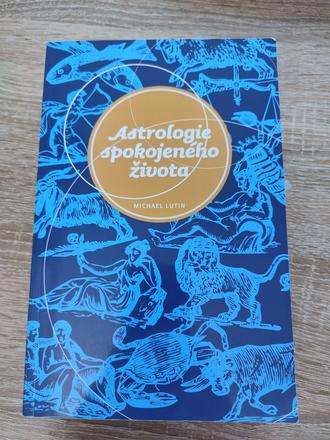 Astrologie
spokojeného
života
MICHAEL LUTIN